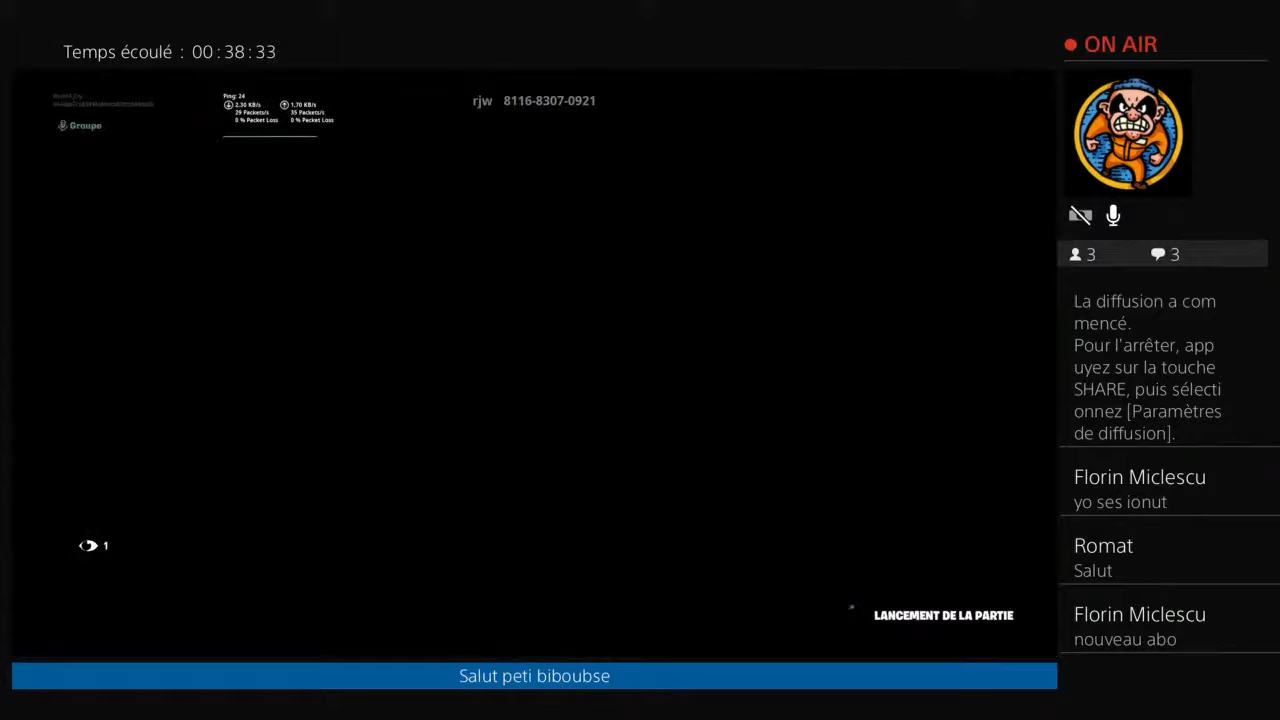 Temps écoulé : 00:38:33
ON AIR
Ping: 24
2.30 KB/s 1.70 KB/s
29 Packets/s 35 Packets/s
0 % Packet Loss 0 % Packet Loss
rjw 8116-8307-0921
Groupe
3 3
La diffusion a com
mencé.
Pour l'arrêter, app
uyez sur la touche
SHARE, puis sélecti
onnez [Paramètres
de diffusion].
Florin Miclescu
yo ses ionut
Romat
Salut
Florin Miclescu
nouveau abo
1
LANCEMENT DE LA PARTIE
Salut peti biboubse